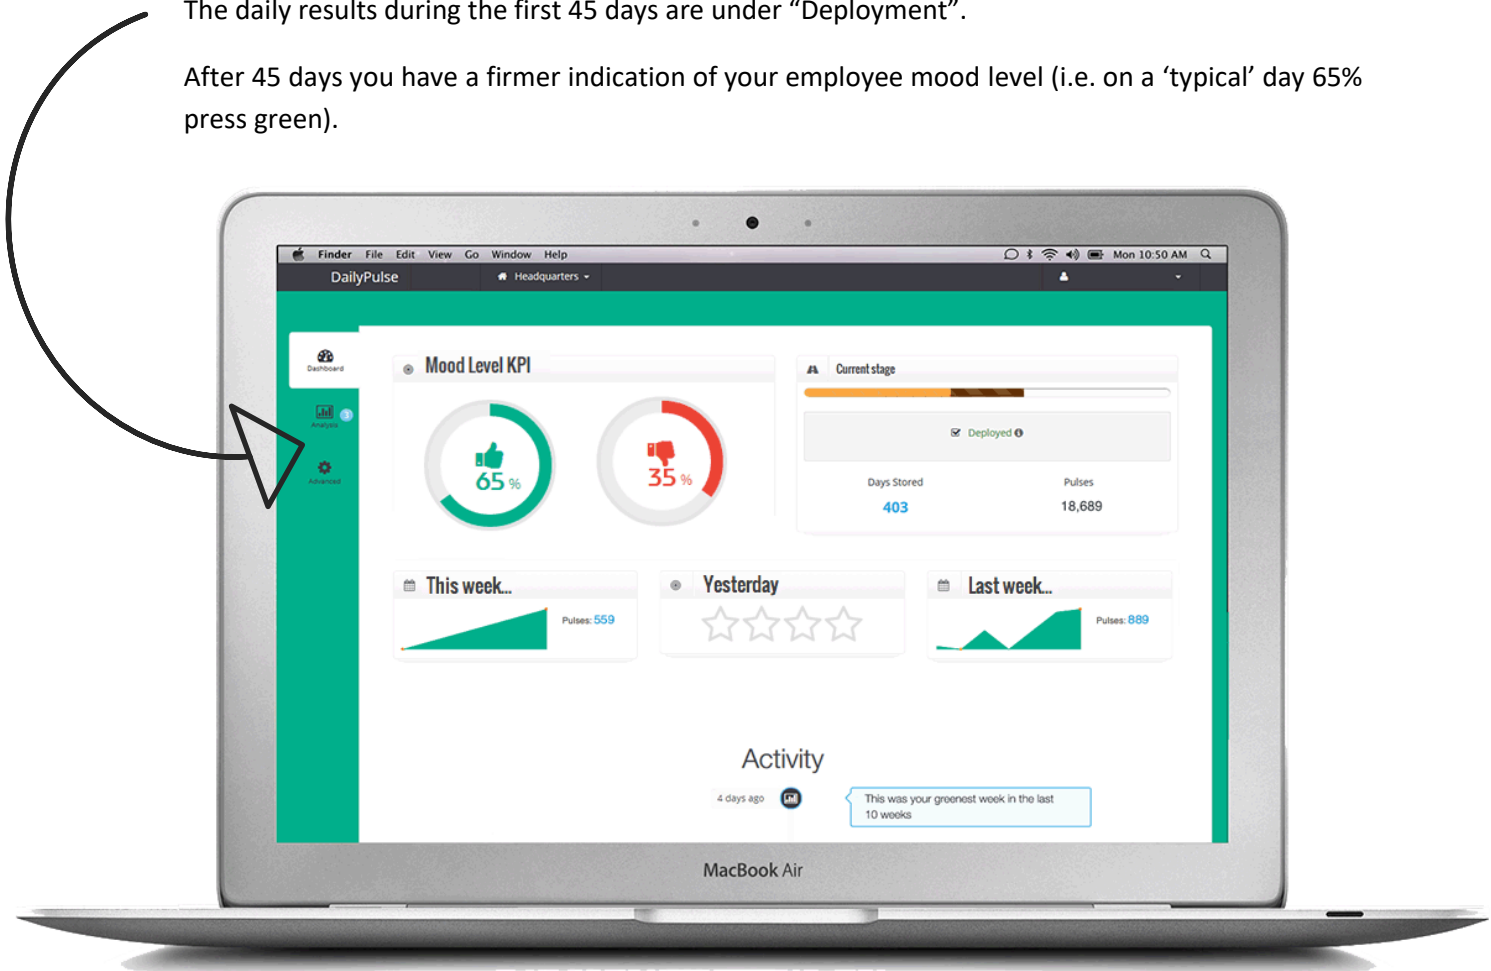 The daily results during the first 45 days are under “Deployment”.
After 45 days you have a firmer indication of your employee mood level (i.e. on a ‘typical’ day 65%
press green).
Finder File Edit View Go Window Help Mon 10:50 AM
DailyPulse Headquarters
Dashboard
Mood Level KPI
Current stage
Analysis 3
Deployed
Advanced
65 %
35 %
Days Stored Pulses
403 18,689
This week...
Yesterday
Last week...
Pulses: 559
Pulses: 889
Activity
4 days ago
This was your greenest week in the last
10 weeks
MacBook Air